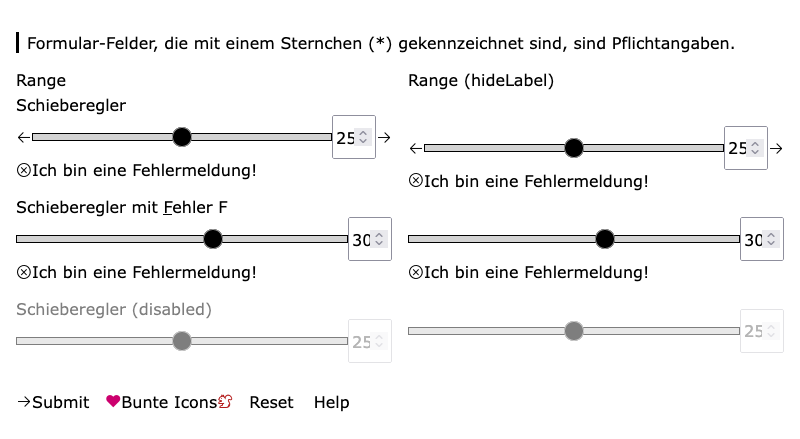 Formular-Felder, die mit einem Sternchen (*) gekennzeichnet sind, sind Pflichtangaben.
Range
Schieberegler
← 25 →
⊗Ich bin eine Fehlermeldung!
Schieberegler mit Fehler F
30
⊗Ich bin eine Fehlermeldung!
Schieberegler (disabled)
25
Range (hideLabel)
← 25 →
⊗Ich bin eine Fehlermeldung!
30
⊗Ich bin eine Fehlermeldung!
25
→Submit ♥Bunte Icons Reset Help